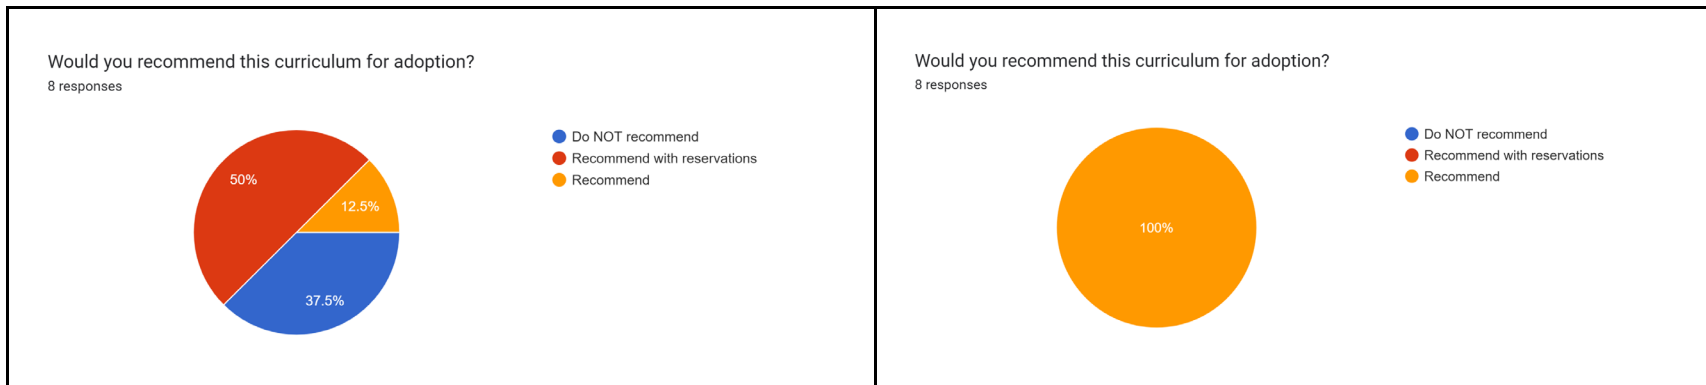 Would you recommend this curriculum for adoption?
8 responses
Do NOT recommend
Recommend with reservations
Recommend
50%
12.5%
37.5%
Would you recommend this curriculum for adoption?
8 responses
Do NOT recommend
Recommend with reservations
Recommend
100%